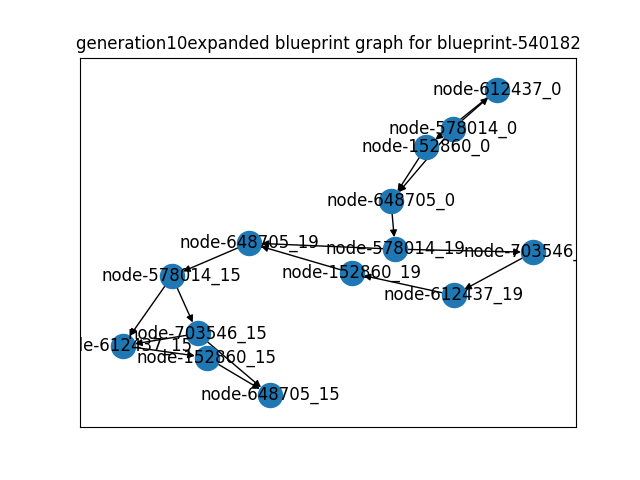 generation10expanded blueprint graph for blueprint-540182
node-612437_0
node-578014_0
node-152860_0
node-648705_0
node-648705_19
node-578014_19
node-703546_
node-152860_19
node-578014_15
node-612437_19
node-703546_15
de-612437_15
node-152860_15
node-648705_15